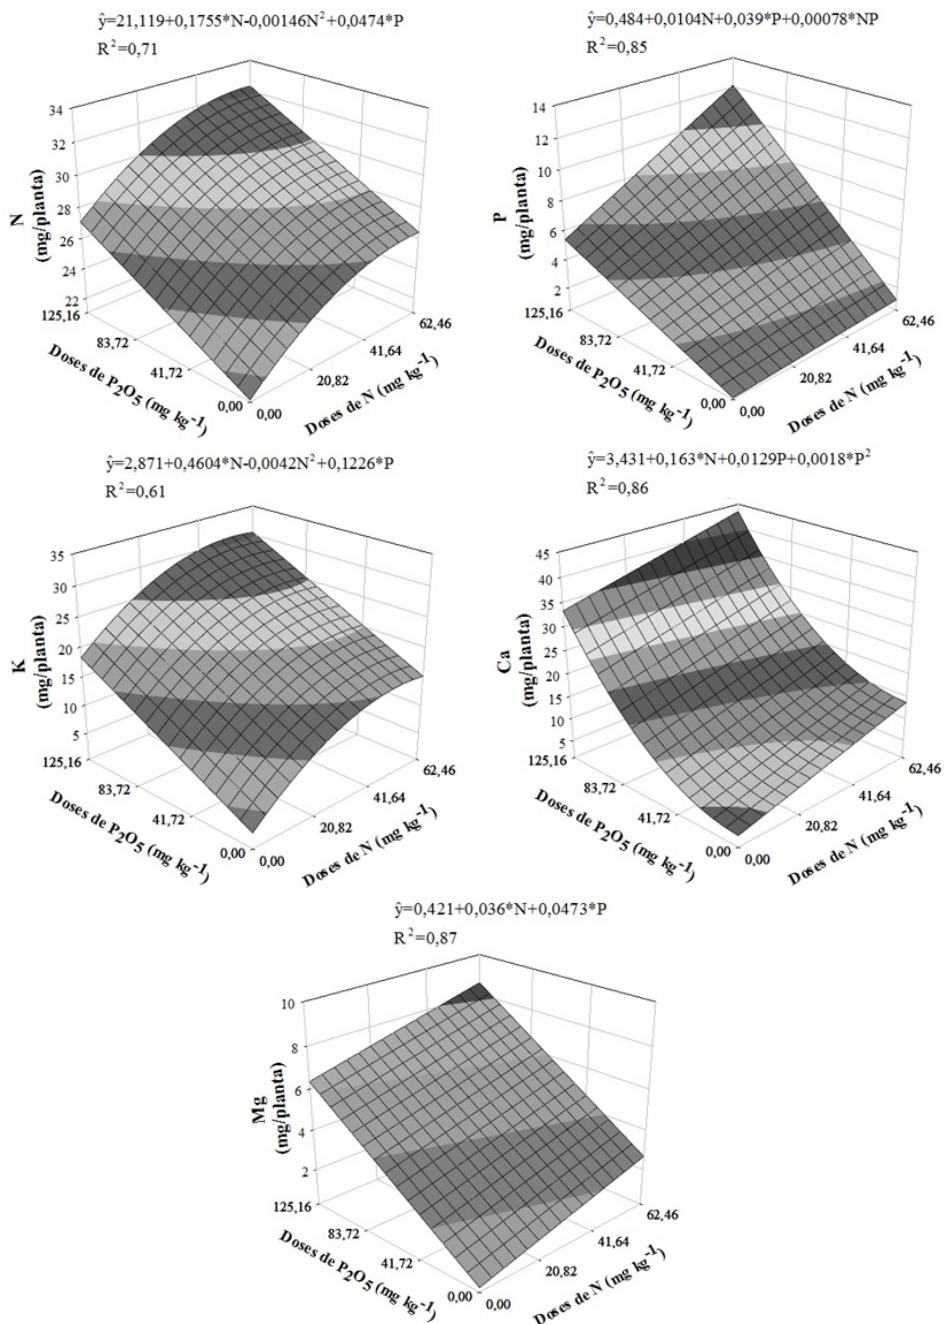 ŷ=21,119+0,1755*N-0,00146N²+0,0474*P
R²=0,71
34
32
30
28
26
24
22
N
(mg/planta)
125,16
83,72
41,72
0,00
Doses de P₂O₅ (mg kg⁻¹)
0,00
20,82
41,64
62,46
Doses de N (mg kg⁻¹)
ŷ=0,484+0,0104N+0,039*P+0,00078*NP
R²=0,85
14
12
10
8
6
4
2
P
(mg/planta)
125,16
83,72
41,72
0,00
Doses de P₂O₅ (mg kg⁻¹)
0,00
20,82
41,64
62,46
Doses de N (mg kg⁻¹)
ŷ=2,871+0,4604*N-0,0042N²+0,1226*P
R²=0,61
35
30
25
20
15
10
5
K
(mg/planta)
125,16
83,72
41,72
0,00
Doses de P₂O₅ (mg kg⁻¹)
0,00
20,82
41,64
62,46
Doses de N (mg kg⁻¹)
ŷ=3,431+0,163*N+0,0129P+0,0018*P²
R²=0,86
45
40
35
30
25
20
15
10
5
Ca
(mg/planta)
125,16
83,72
41,72
0,00
Doses de P₂O₅ (mg kg⁻¹)
0,00
20,82
41,64
62,46
Doses de N (mg kg⁻¹)
ŷ=0,421+0,036*N+0,0473*P
R²=0,87
10
8
6
4
2
Mg
(mg/planta)
125,16
83,72
41,72
0,00
Doses de P₂O₅ (mg kg⁻¹)
0,00
20,82
41,64
62,46
Doses de N (mg kg⁻¹)